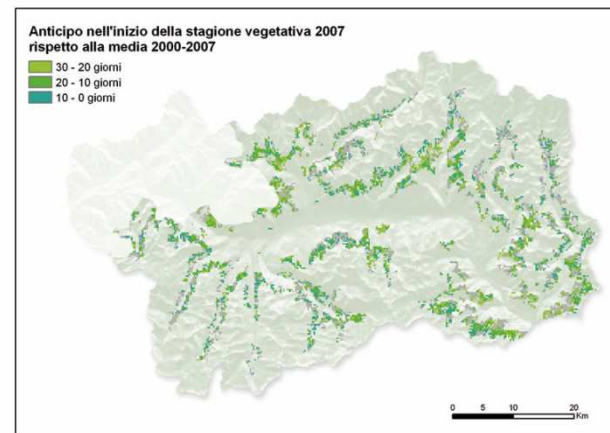 Anticipo nell'inizio della stagione vegetativa 2007
rispetto alla media 2000-2007
30 - 20 giorni
20 - 10 giorni
10 - 0 giorni
0 5 10 20
Km